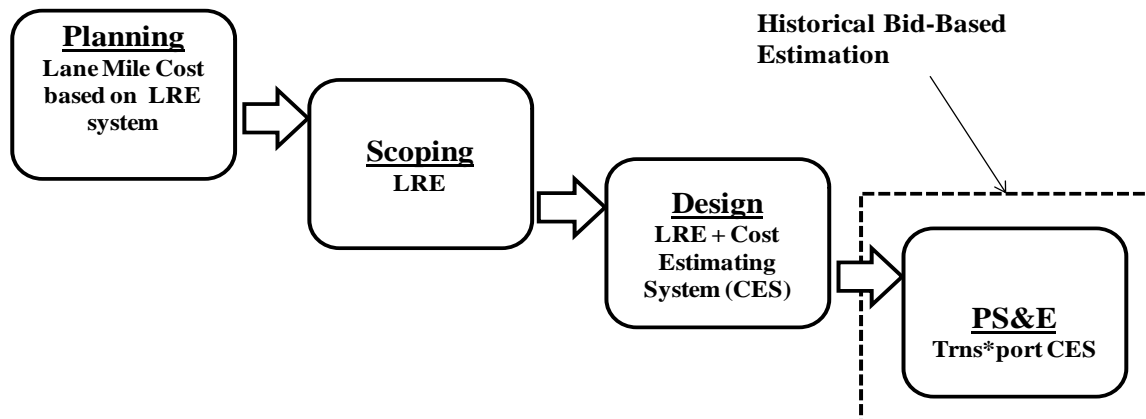 Planning
Lane Mile Cost
based on LRE
system
Scoping
LRE
Design
LRE + Cost
Estimating
System (CES)
Historical Bid-Based
Estimation
PS&E
Trns*port CES